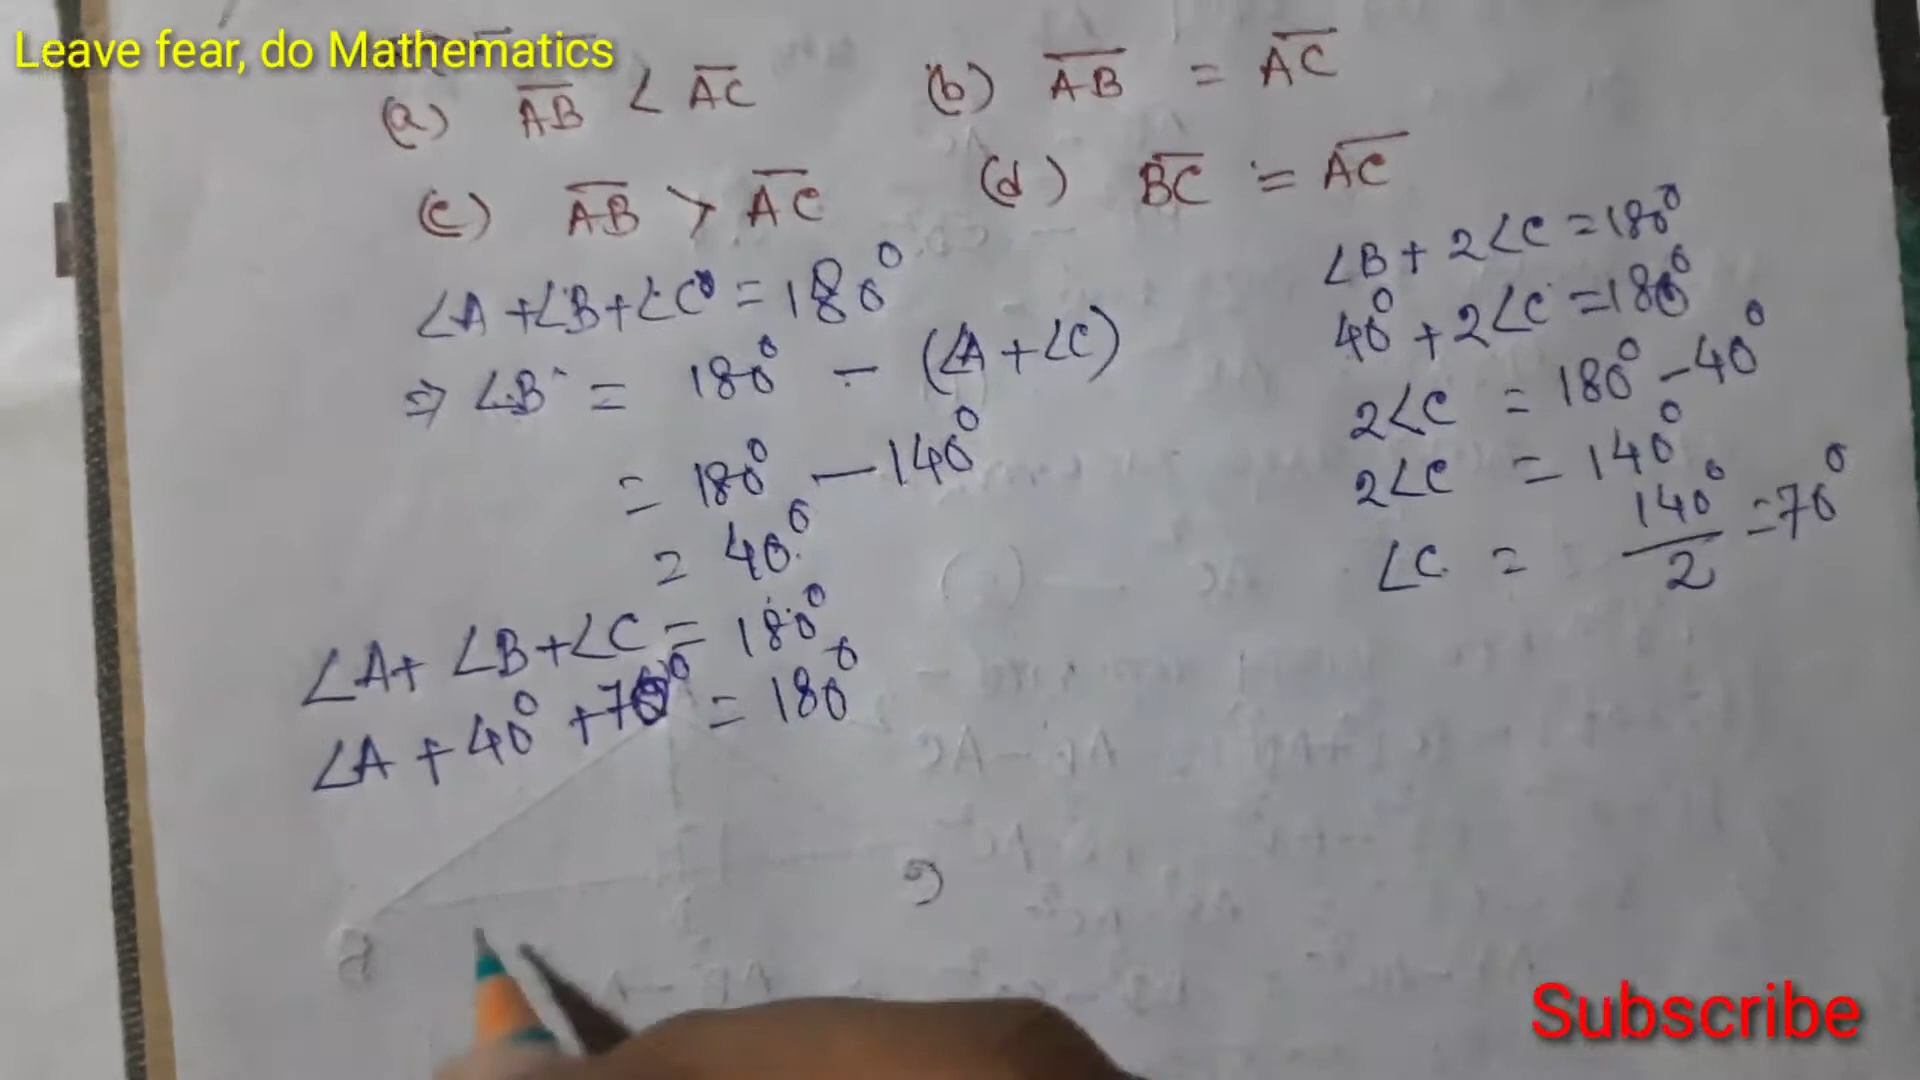 Leave fear, do Mathematics
(a) AB < AC (b) AB = AC
(c) AB > AC (d) BC = AC
∠A + ∠B + ∠C = 180°
⇒ ∠B = 180° - (∠A + ∠C)
= 180° - 140°
= 40°
∠A + ∠B + ∠C = 180°
∠A + 40° + 70° = 180°
∠B + 2∠C = 180°
40° + 2∠C = 180°
2∠C = 180° - 40°
2∠C = 140°
∠C = 140°/2 = 70°
Subscribe